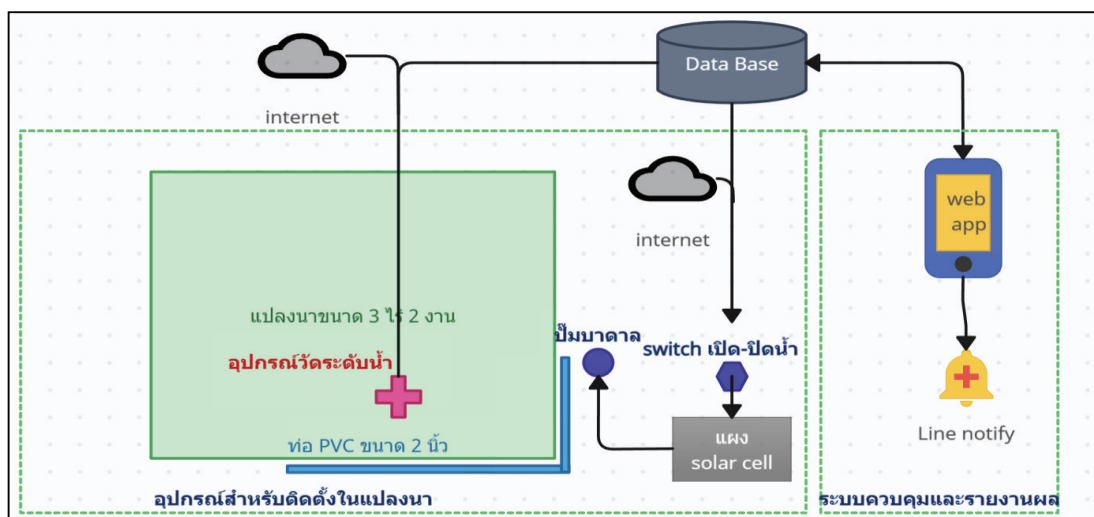 Data Base
internet
internet
web
app
แปลงนาขนาด 3 ไร่ 2 งาน
อุปกรณ์วัดระดับน้ำ
ปั๊มบาดาล
switch เปิด-ปิดน้ำ
ท่อ PVC ขนาด 2 นิ้ว
แผง
solar cell
Line notify
อุปกรณ์สำหรับติดตั้งในแปลงนา
ระบบควบคุมและรายงานผล